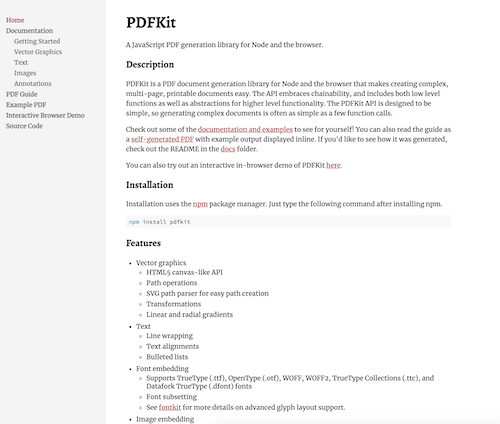 Home
Documentation
Getting Started
Vector Graphics
Text
Images
Annotations
PDF Guide
Example PDF
Interactive Browser Demo
Source Code
PDFKit
A JavaScript PDF generation library for Node and the browser.
Description
PDFKit is a PDF document generation library for Node and the browser that makes creating complex,
multi-page, printable documents easy. The API embraces chainability, and includes both low level
functions as well as abstractions for higher level functionality. The PDFKit API is designed to be
simple, so generating complex documents is often as simple as a few function calls.
Check out some of the documentation and examples to see for yourself! You can also read the guide as
a self-generated PDF with example output displayed inline. If you'd like to see how it was generated,
check out the README in the docs folder.
You can also try out an interactive in-browser demo of PDFKit here.
Installation
Installation uses the npm package manager. Just type the following command after installing npm.
npm install pdfkit
Features
Vector graphics
HTML5 canvas-like API
Path operations
SVG path parser for easy path creation
Transformations
Linear and radial gradients
Text
Line wrapping
Text alignments
Bulleted lists
Font embedding
Supports TrueType (.ttf), OpenType (.otf), WOFF, WOFF2, TrueType Collections (.ttc), and
Datafork TrueType (.dfont) fonts
Font subsetting
See fontkit for more details on advanced glyph layout support.
Image embedding